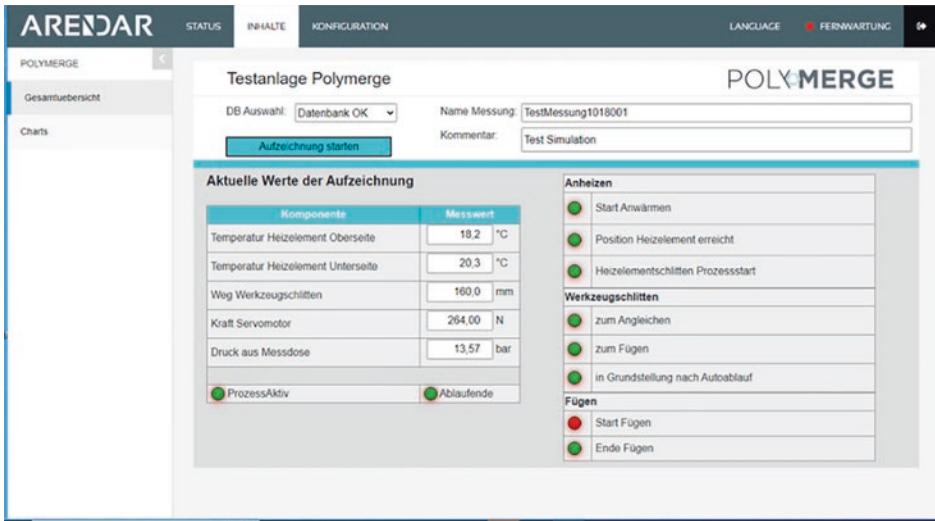 ARENDAR
STATUS
INHALTE
KONFIGURATION
LANGUAGE
FERNWARTUNG
POLYMERGE
Gesamtuebersicht
Charts
Testanlage Polymerge
POLYMERGE
DB Auswahl: Datenbank OK
Name Messung: TestMessung1018001
Aufzeichnung starten
Kommentar: Test Simulation
Aktuelle Werte der Aufzeichnung
Komponente Messwert
Temperatur Heizelement Oberseite 18,2 °C
Temperatur Heizelement Unterseite 20,3 °C
Weg Werkzeugschlitten 160,0 mm
Kraft Servomotor 264,00 N
Druck aus Messdose 13,57 bar
ProzessAktiv Ablaufende
Anheizen
Start Anwärmen
Position Heizelement erreicht
Heizelementschlitten Prozessstart
Werkzeugschlitten
zum Angleichen
zum Fügen
in Grundstellung nach Autoablauf
Fügen
Start Fügen
Ende Fügen